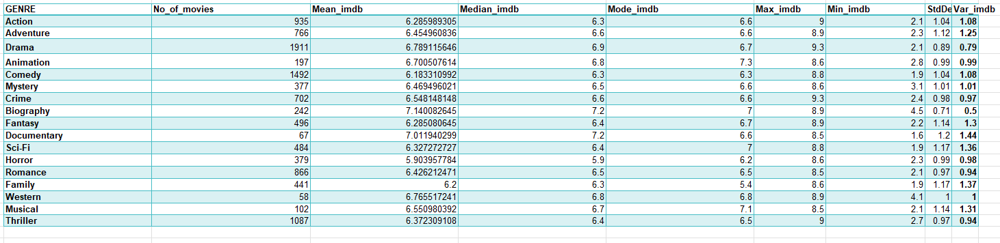 GENRE No_of_movies Mean_imdb Median_imdb Mode_imdb Max_imdb Min_imdb StdDe Var_imdb
Action 935 6.285989305 6.3 6.6 9 2.1 1.04 1.08
Adventure 766 6.454960836 6.6 6.6 8.9 2.3 1.12 1.25
Drama 1911 6.789115646 6.9 6.7 9.3 2.1 0.89 0.79
Animation 197 6.700507614 6.8 7.3 8.6 2.8 0.99 0.99
Comedy 1492 6.183310992 6.3 6.3 8.8 1.9 1.04 1.08
Mystery 377 6.469496021 6.5 6.6 8.6 3.1 1.01 1.01
Crime 702 6.548148148 6.6 6.6 9.3 2.4 0.98 0.97
Biography 242 7.140082645 7.2 7 8.9 4.5 0.71 0.5
Fantasy 496 6.285080645 6.4 6.7 8.9 2.2 1.14 1.3
Documentary 67 7.011940299 7.2 6.6 8.5 1.6 1.2 1.44
Sci-Fi 484 6.327272727 6.4 7 8.8 1.9 1.17 1.36
Horror 379 5.903957784 5.9 6.2 8.6 2.3 0.99 0.98
Romance 866 6.426212471 6.5 6.5 8.5 2.1 0.97 0.94
Family 441 6.2 6.3 5.4 8.6 1.9 1.17 1.37
Western 58 6.765517241 6.8 6.8 8.9 4.1 1 1
Musical 102 6.550980392 6.7 7.1 8.5 2.1 1.14 1.31
Thriller 1087 6.372309108 6.4 6.5 9 2.7 0.97 0.94